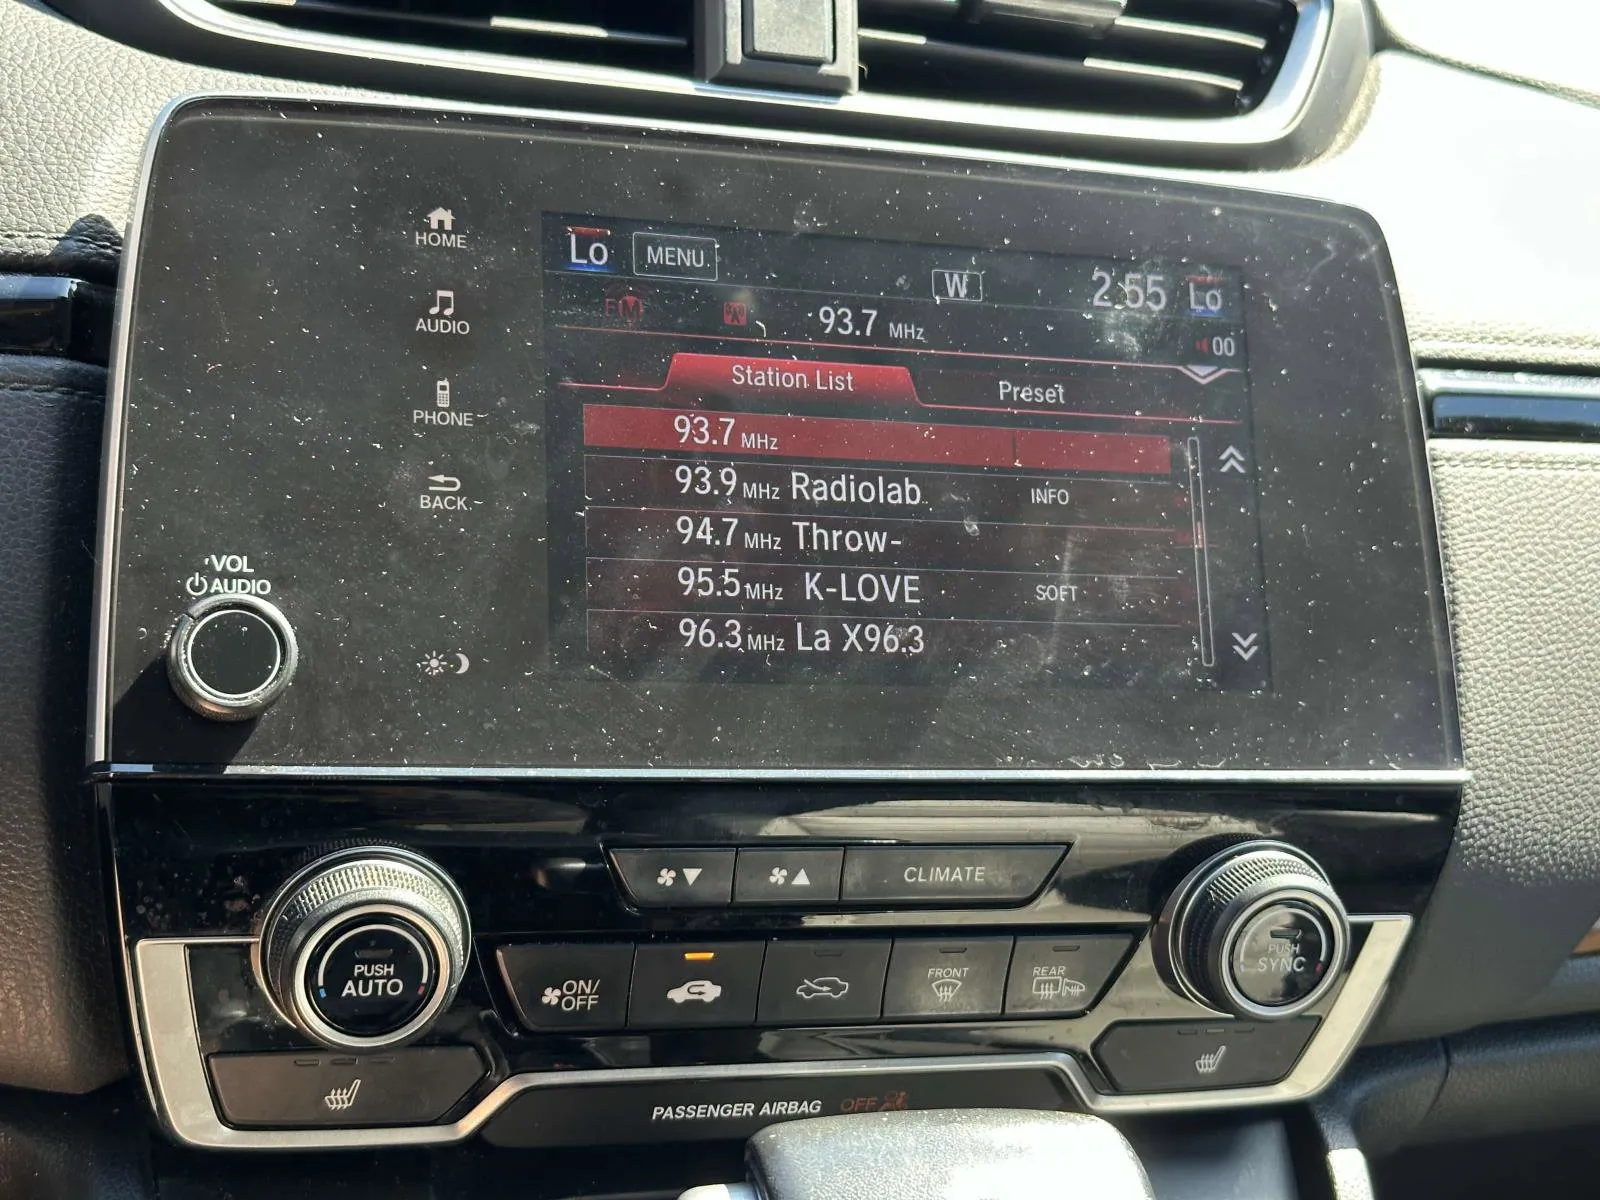 HOME
AUDIO
PHONE
BACK
VOL
AUDIO
Lo MENU W 2:55 Lo
FM 93.7 MHz 00
Station List Preset
93.7 MHz
93.9 MHz Radiolab INFO
94.7 MHz Throw-
95.5 MHz K-LOVE SOFT
96.3 MHz La X96.3
CLIMATE
PUSH
AUTO
ON/
OFF
FRONT
REAR
PUSH
SYNC
PASSENGER AIRBAG OFF